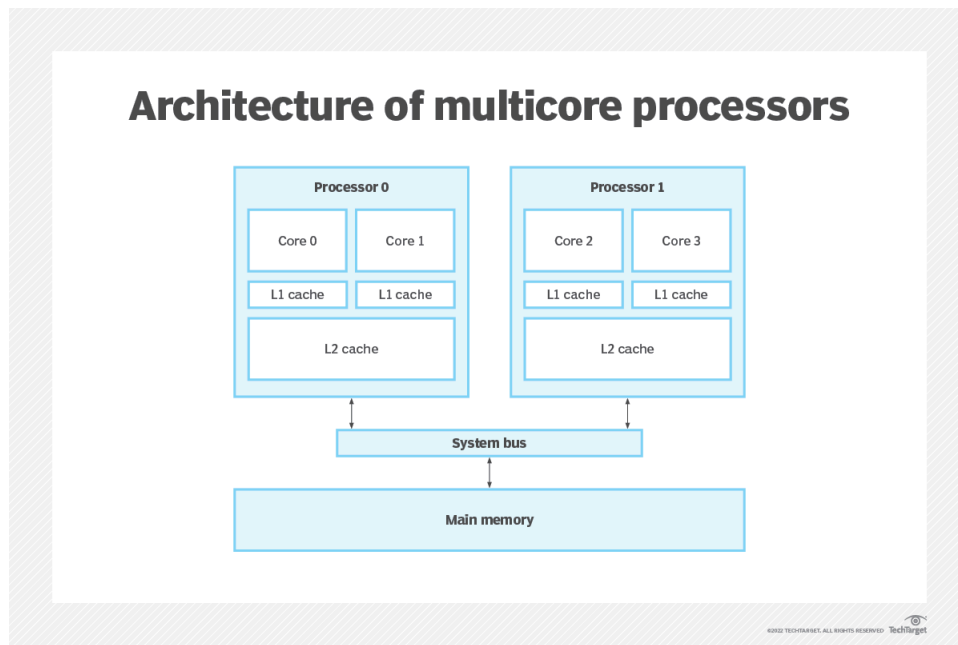 Architecture of multicore processors
Processor 0
Processor 1
Core 0
Core 1
Core 2
Core 3
L1 cache
L1 cache
L1 cache
L1 cache
L2 cache
L2 cache
System bus
Main memory
©2022 TECHTARGET. ALL RIGHTS RESERVED
TechTarget